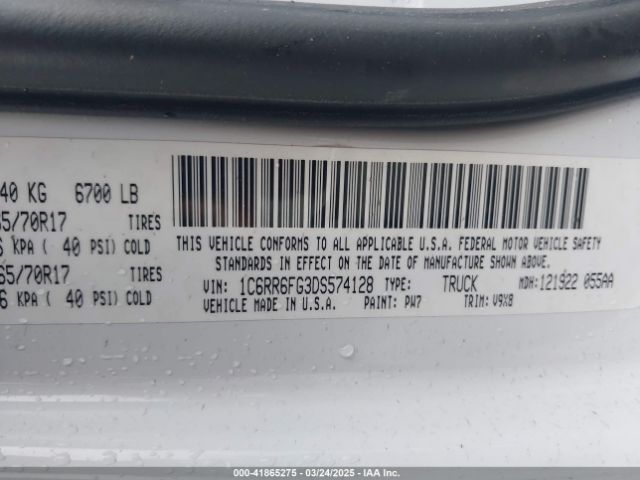 40 KG 6700 LB
5/70R17 TIRES
KPA ( 40 PSI) COLD
65/70R17 TIRES
6 KPA ( 40 PSI) COLD
THIS VEHICLE CONFORMS TO ALL APPLICABLE U.S.A. FEDERAL MOTOR VEHICLE SAFETY
STANDARDS IN EFFECT ON THE DATE OF MANUFACTURE SHOWN ABOVE.
VIN: 1C6RR6FG3DS574128 TYPE: TRUCK MDH: 121922 055AA
VEHICLE MADE IN U.S.A. PAINT: PW7 TRIM: V9X8
000-41865275 - 03/24/2025 - IAA Inc.